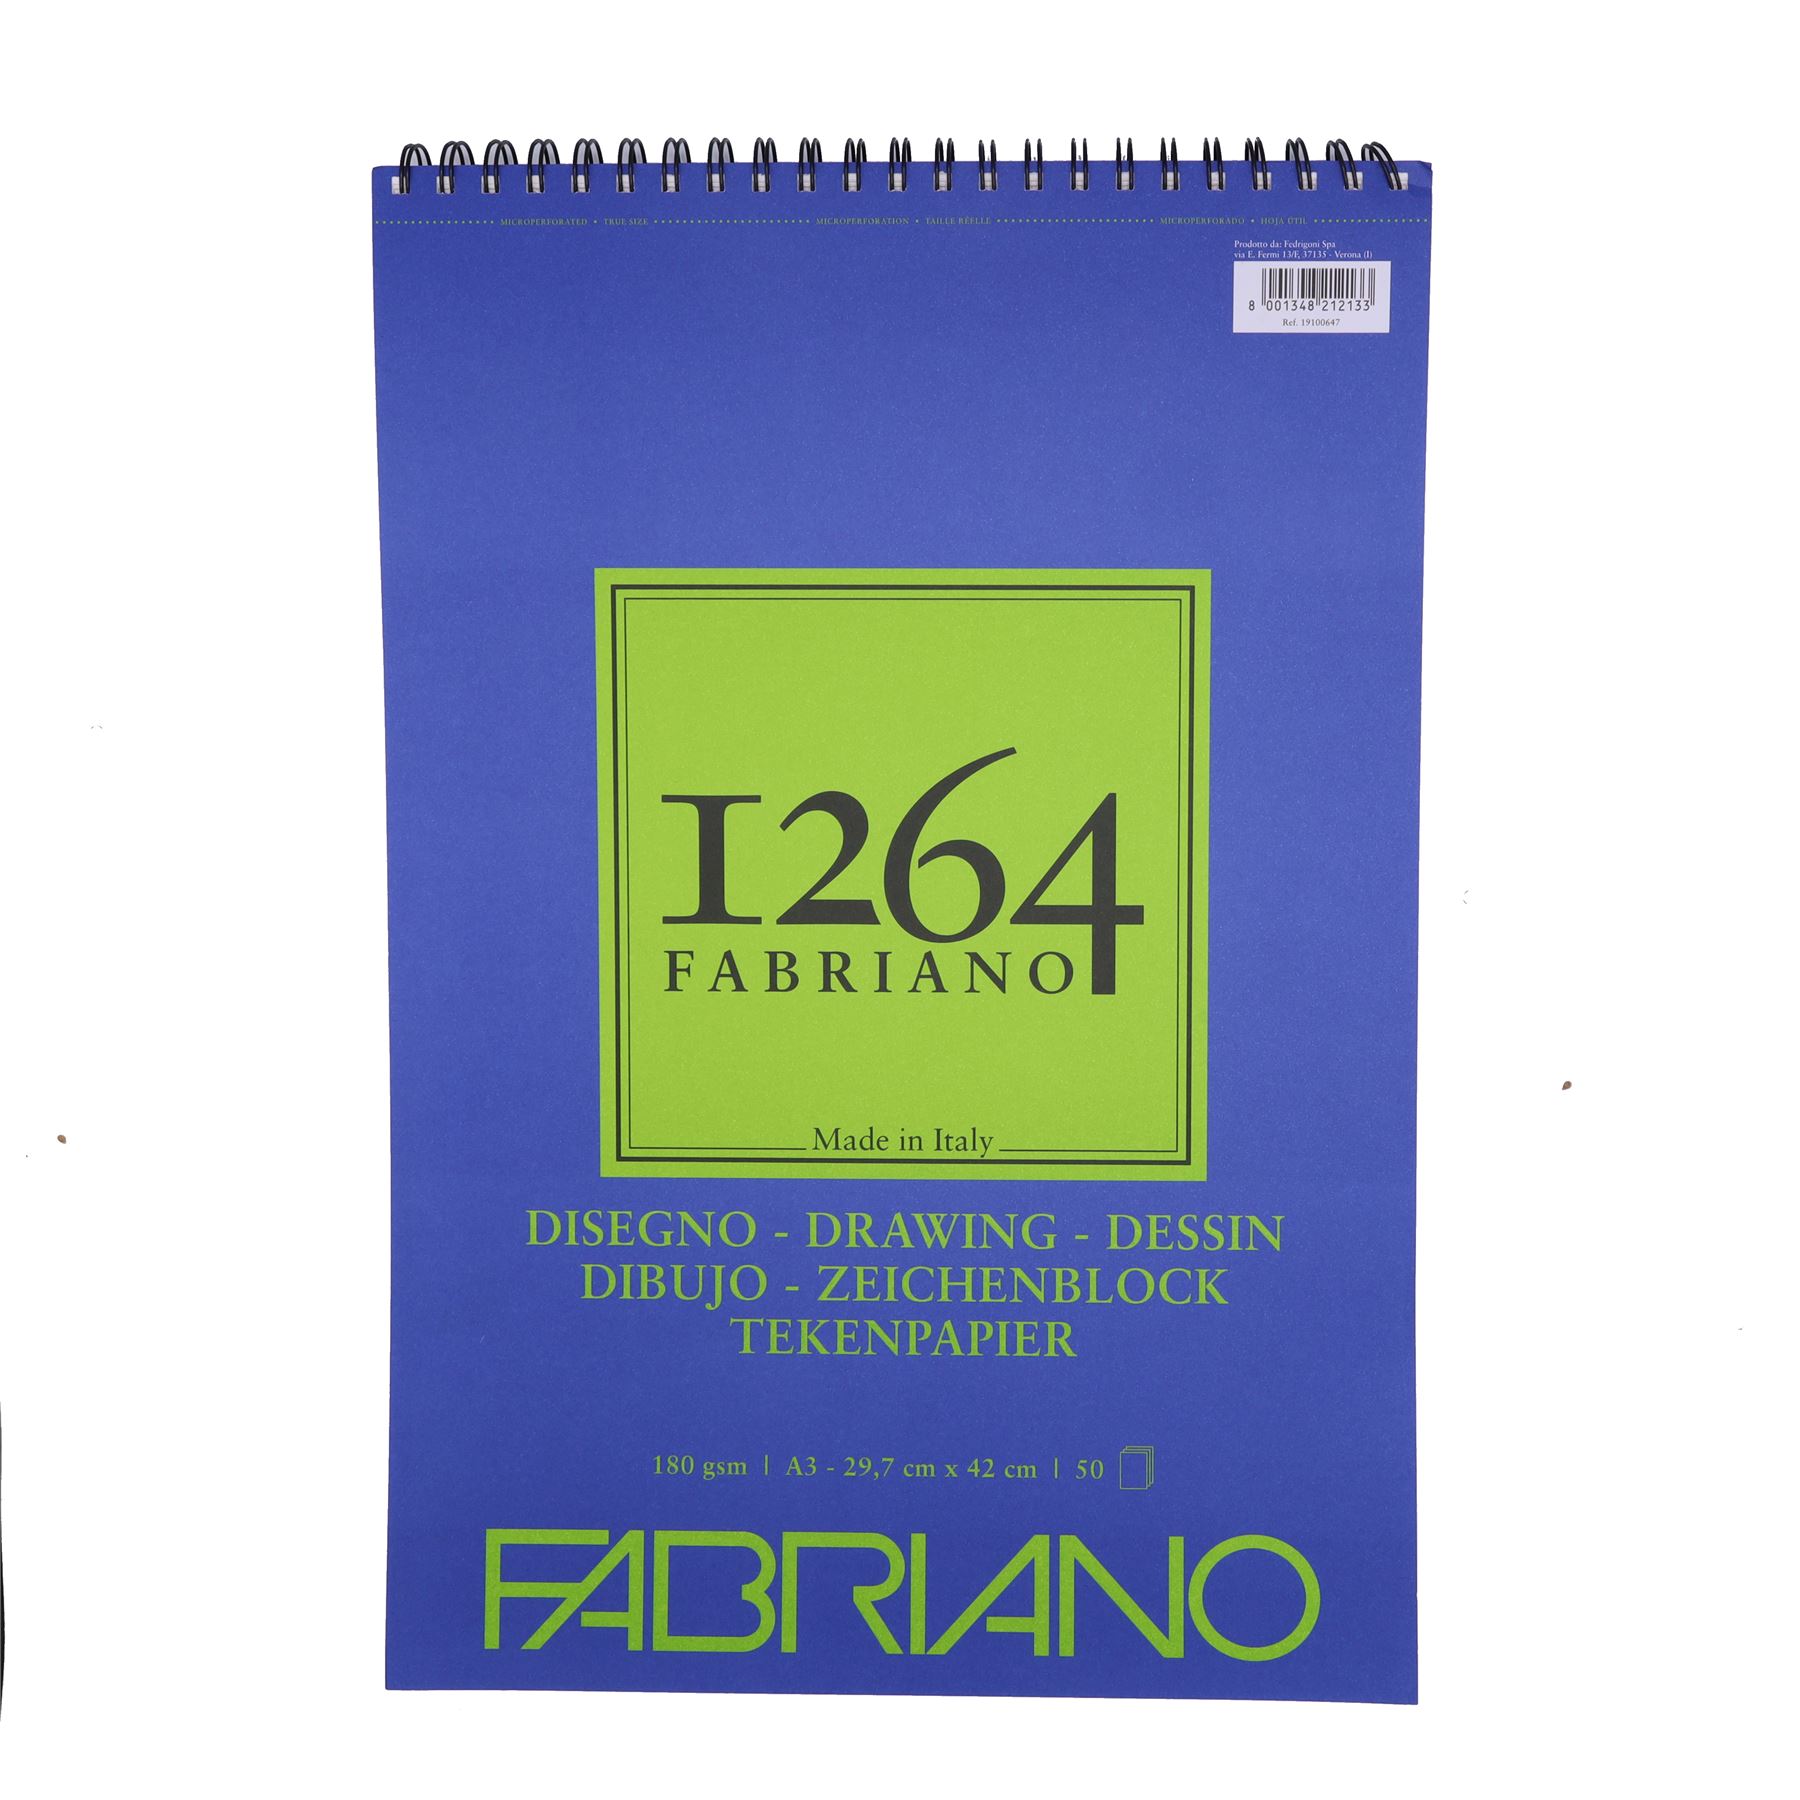 MICROPERFORATED • TRUE SIZE MICROPERFORATION • TAILLE RÉELLE MICROPERFORADO • HOJA ÚTIL
Prodotto da: Fedrigoni Spa
via E. Fermi 13/F, 37135 - Verona (I)
8 001348 212133
Ref. 19100647
1264
FABRIANO
Made in Italy
DISEGNO - DRAWING - DESSIN
DIBUJO - ZEICHENBLOCK
TEKENPAPIER
180 gsm | A3 - 29,7 cm x 42 cm | 50
FABRIANO